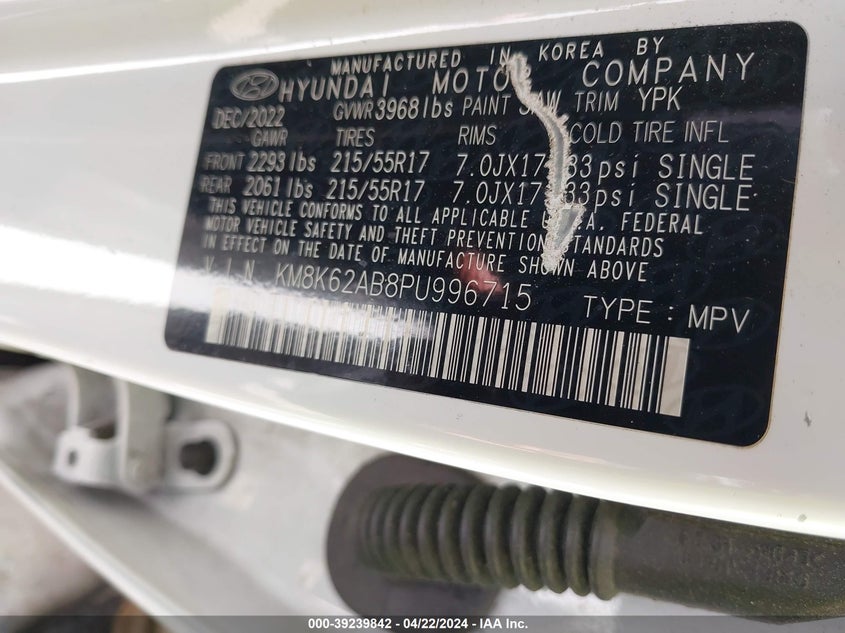 MANUFACTURED IN KOREA BY
HYUNDAI MOTOR COMPANY
DEC/2022 GVWR 3968 lbs PAINT SAW TRIM YPK
GAWR TIRES RIMS COLD TIRE INFL
FRONT 2293 lbs 215/55R17 7.0JX17 33psi SINGLE
REAR 2061 lbs 215/55R17 7.0JX17 33psi SINGLE
THIS VEHICLE CONFORMS TO ALL APPLICABLE U.S.A. FEDERAL
MOTOR VEHICLE SAFETY AND THEFT PREVENTION STANDARDS
IN EFFECT ON THE DATE OF MANUFACTURE SHOWN ABOVE
V I N KM8K62AB8PU996715 TYPE : MPV
000-39239842 - 04/22/2024 - IAA Inc.